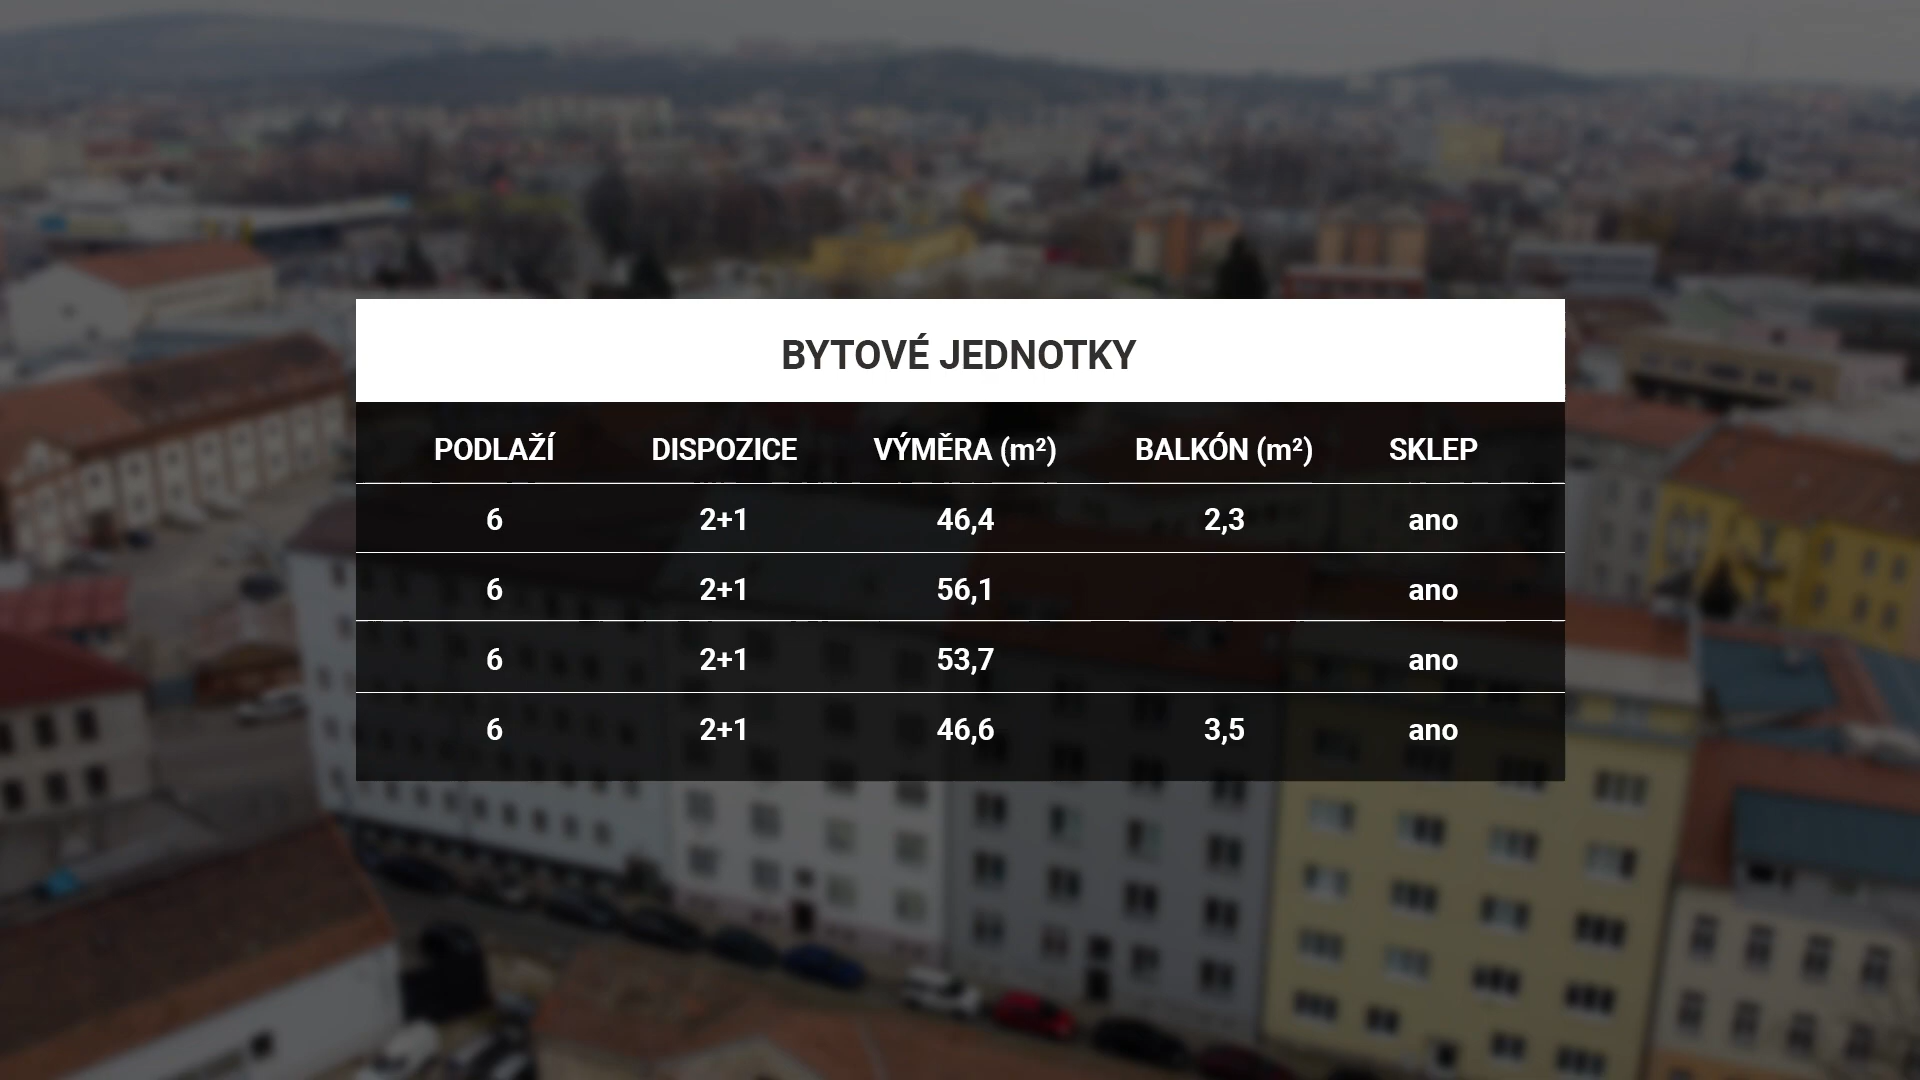 BYTOVÉ JEDNOTKY
PODLAŽÍ DISPOZICE VÝMĚRA (m²) BALKÓN (m²) SKLEP
6 2+1 46,4 2,3 ano
6 2+1 56,1 ano
6 2+1 53,7 ano
6 2+1 46,6 3,5 ano